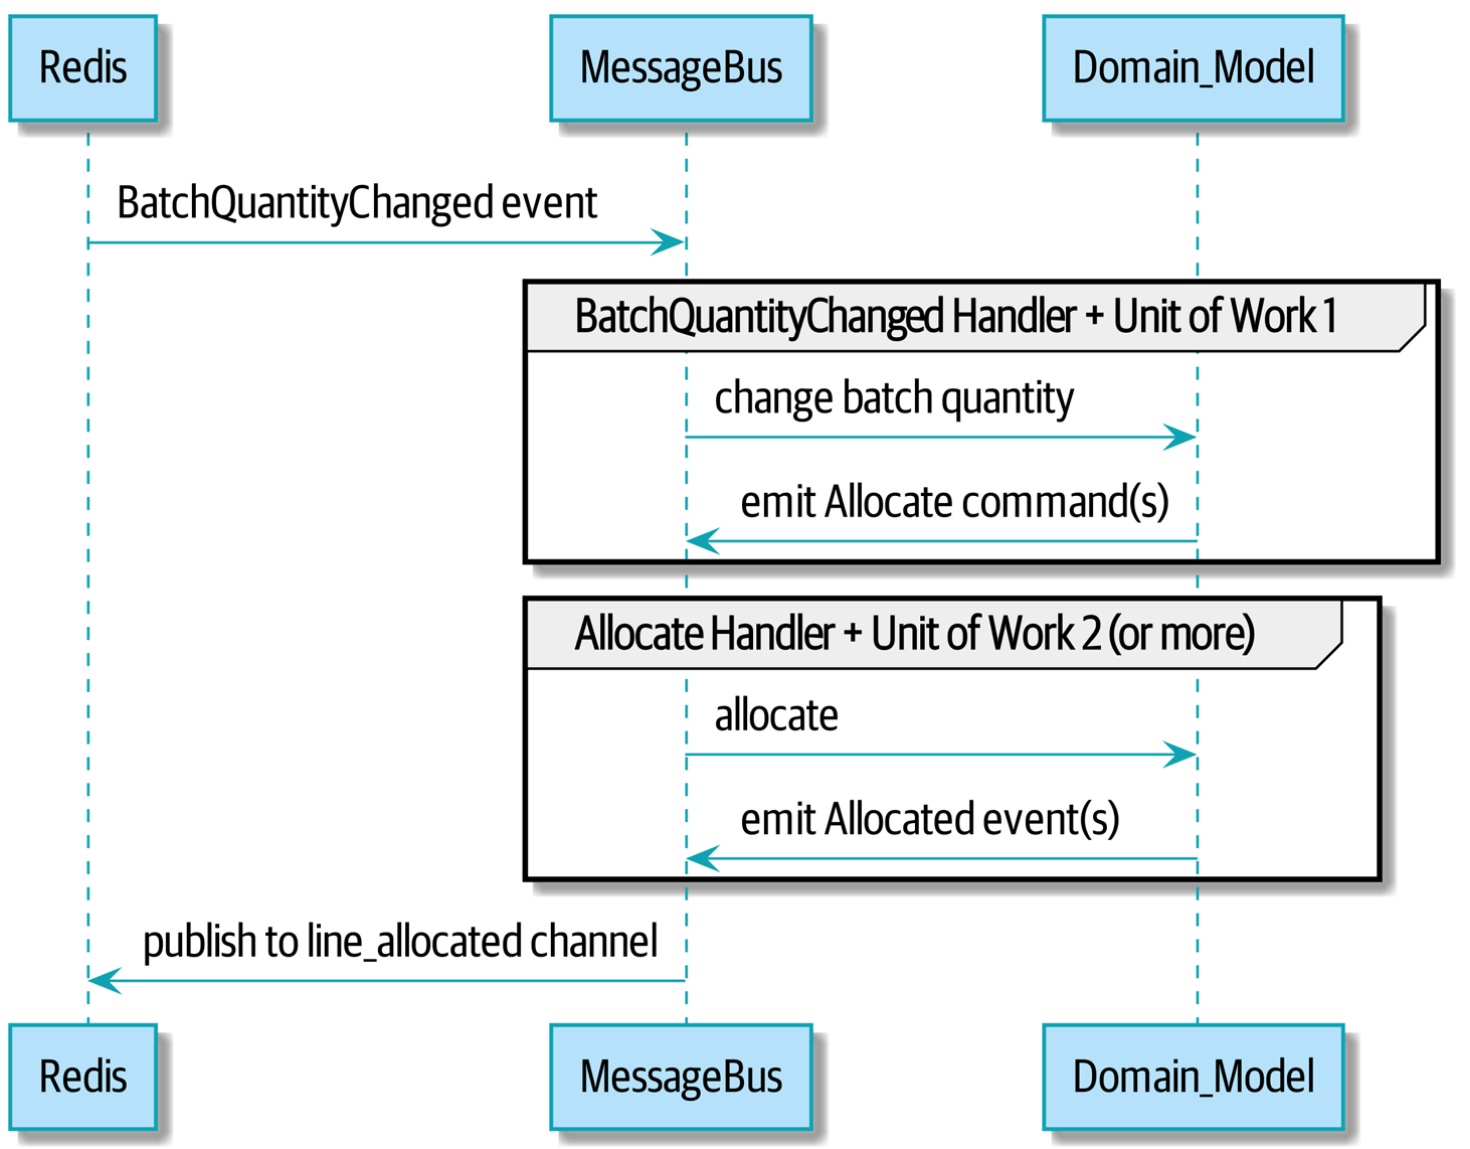 Redis
MessageBus
Domain_Model
BatchQuantityChanged event
BatchQuantityChanged Handler + Unit of Work 1
change batch quantity
emit Allocate command(s)
Allocate Handler + Unit of Work 2 (or more)
allocate
emit Allocated event(s)
publish to line_allocated channel
Redis
MessageBus
Domain_Model